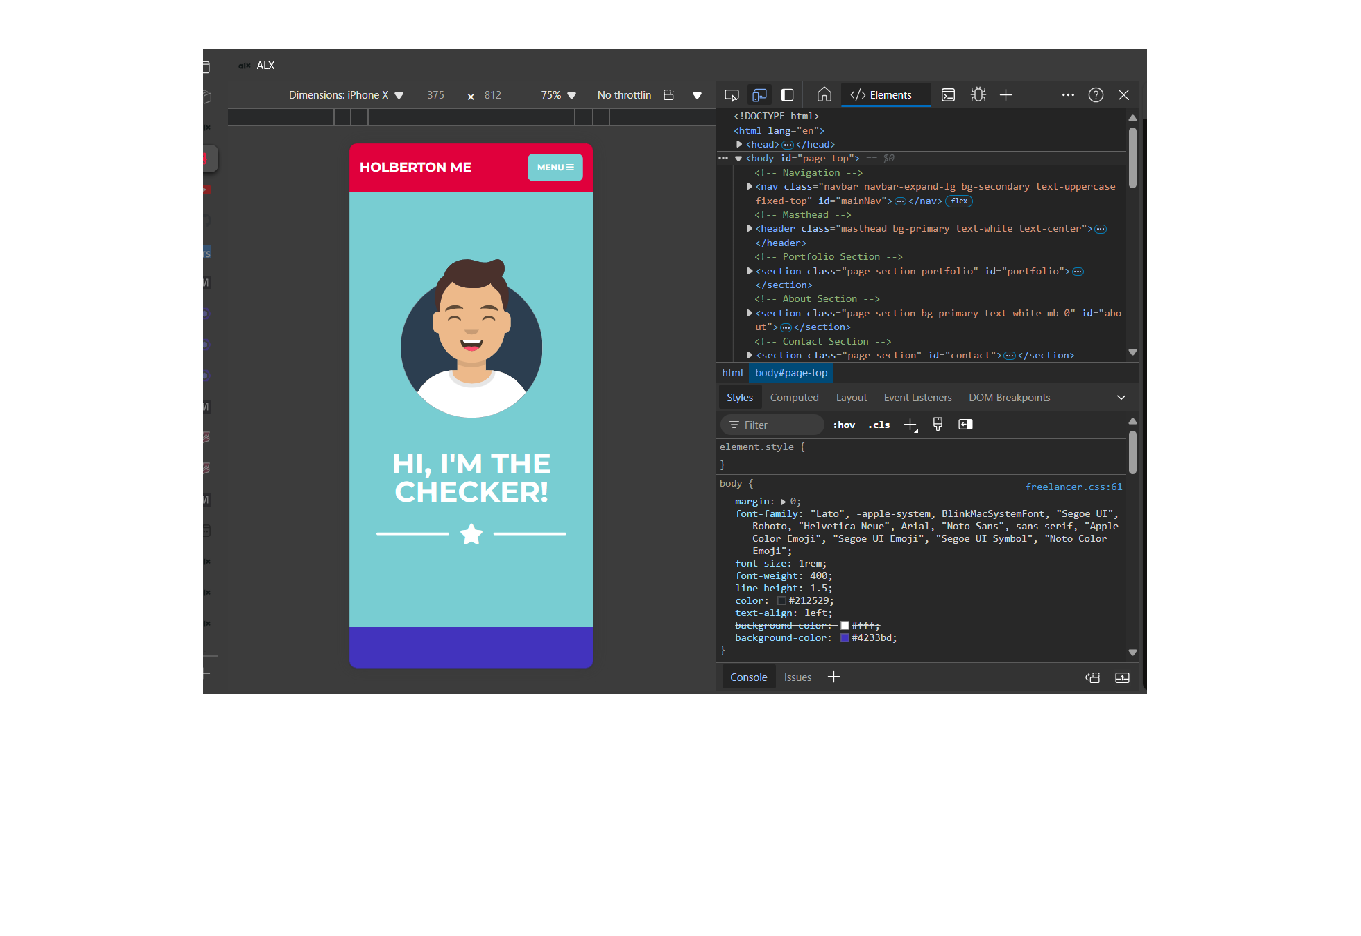 ALX
Dimensions: iPhone X 375 × 812 75% No throttlin
Elements
HOLBERTON ME
MENU
HI, I'M THE
CHECKER!
<!DOCTYPE html>
<html lang="en">
<head>⋯</head>
<body id="page-top"> == $0
<!-- Navigation -->
<nav class="navbar navbar-expand-lg bg-secondary text-uppercase
fixed-top" id="mainNav">⋯</nav> flex
<!-- Masthead -->
<header class="masthead bg-primary text-white text-center">⋯
</header>
<!-- Portfolio Section -->
<section class="page-section portfolio" id="portfolio">⋯
</section>
<!-- About Section -->
<section class="page-section bg-primary text-white mb-0" id="abo
ut">⋯</section>
<!-- Contact Section -->
<section class="page-section" id="contact">⋯</section>
html body#page-top
Styles Computed Layout Event Listeners DOM Breakpoints
Filter :hov .cls
element.style {
}
body { freelancer.css:61
margin: 0;
font-family: "Lato", -apple-system, BlinkMacSystemFont, "Segoe UI",
Roboto, "Helvetica Neue", Arial, "Noto Sans", sans-serif, "Apple
Color Emoji", "Segoe UI Emoji", "Segoe UI Symbol", "Noto Color
Emoji";
font-size: 1rem;
font-weight: 400;
line-height: 1.5;
color: #212529;
text-align: left;
background-color: #fff;
background-color: #4233bd;
}
Console Issues